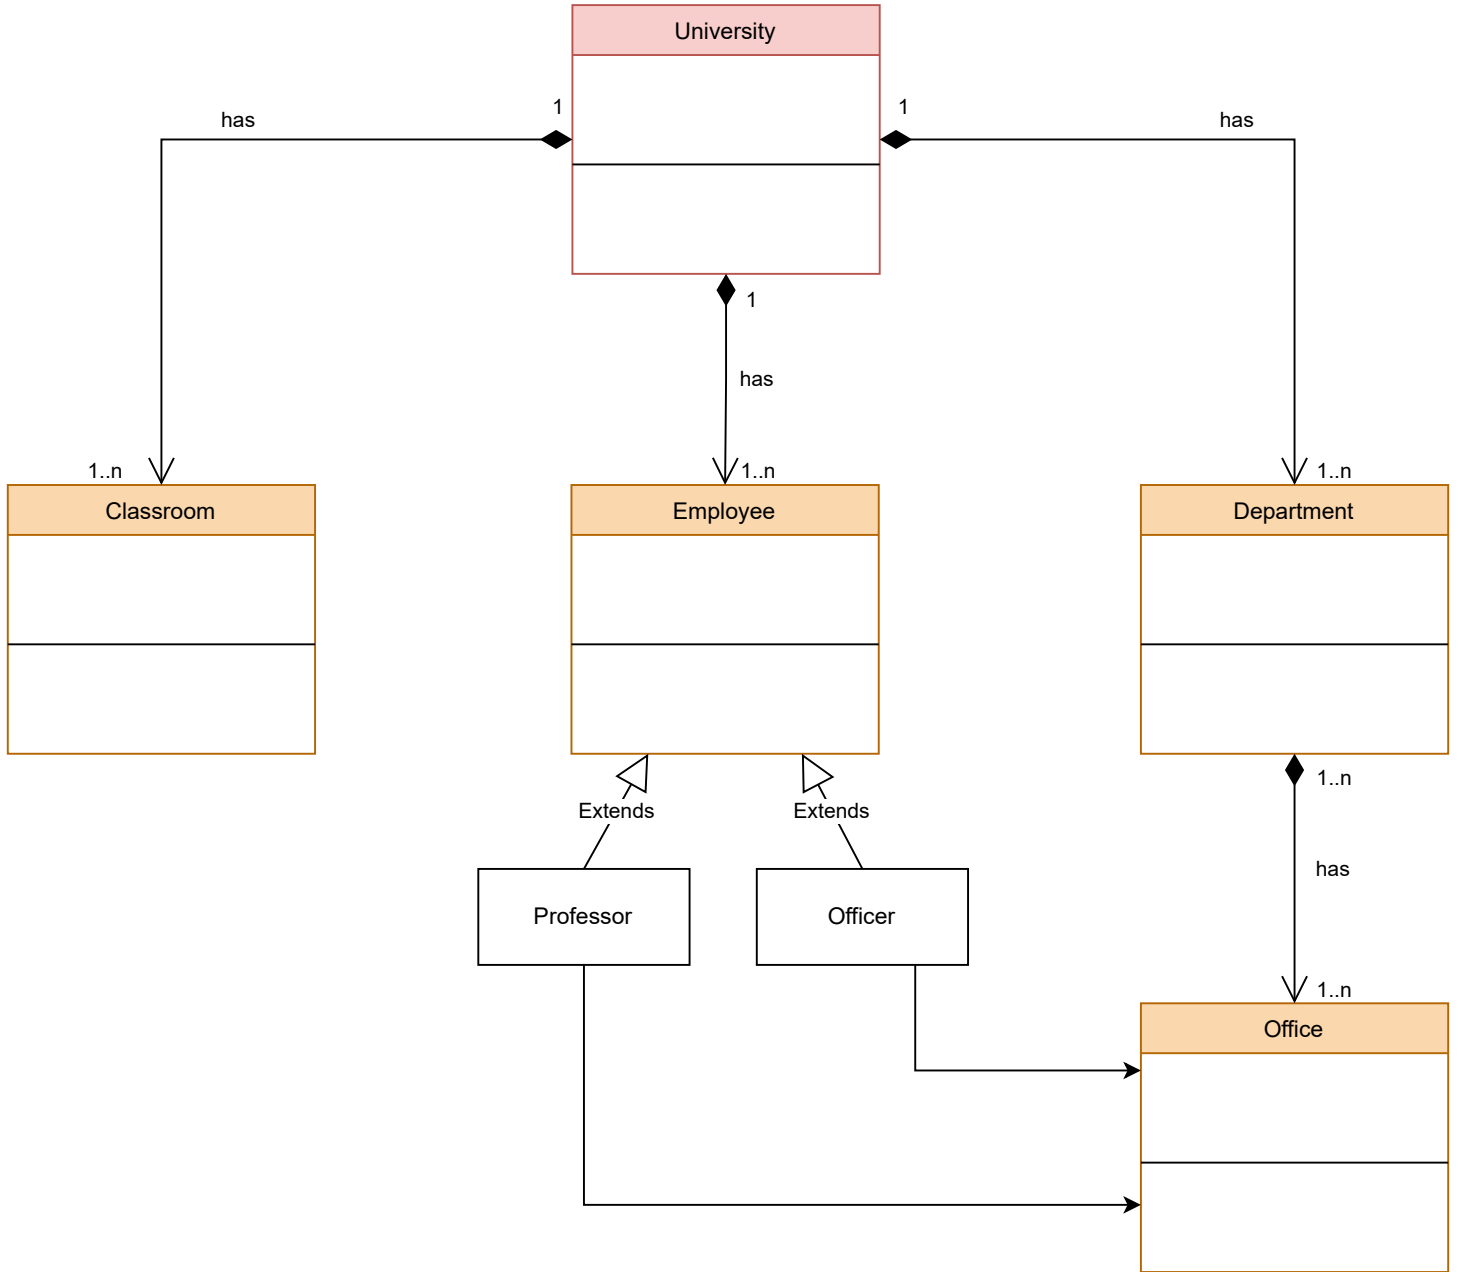 University
1
1
has
has
1
has
1..n
1..n
1..n
Classroom
Employee
Department
1..n
Extends
Extends
has
Professor
Officer
1..n
Office